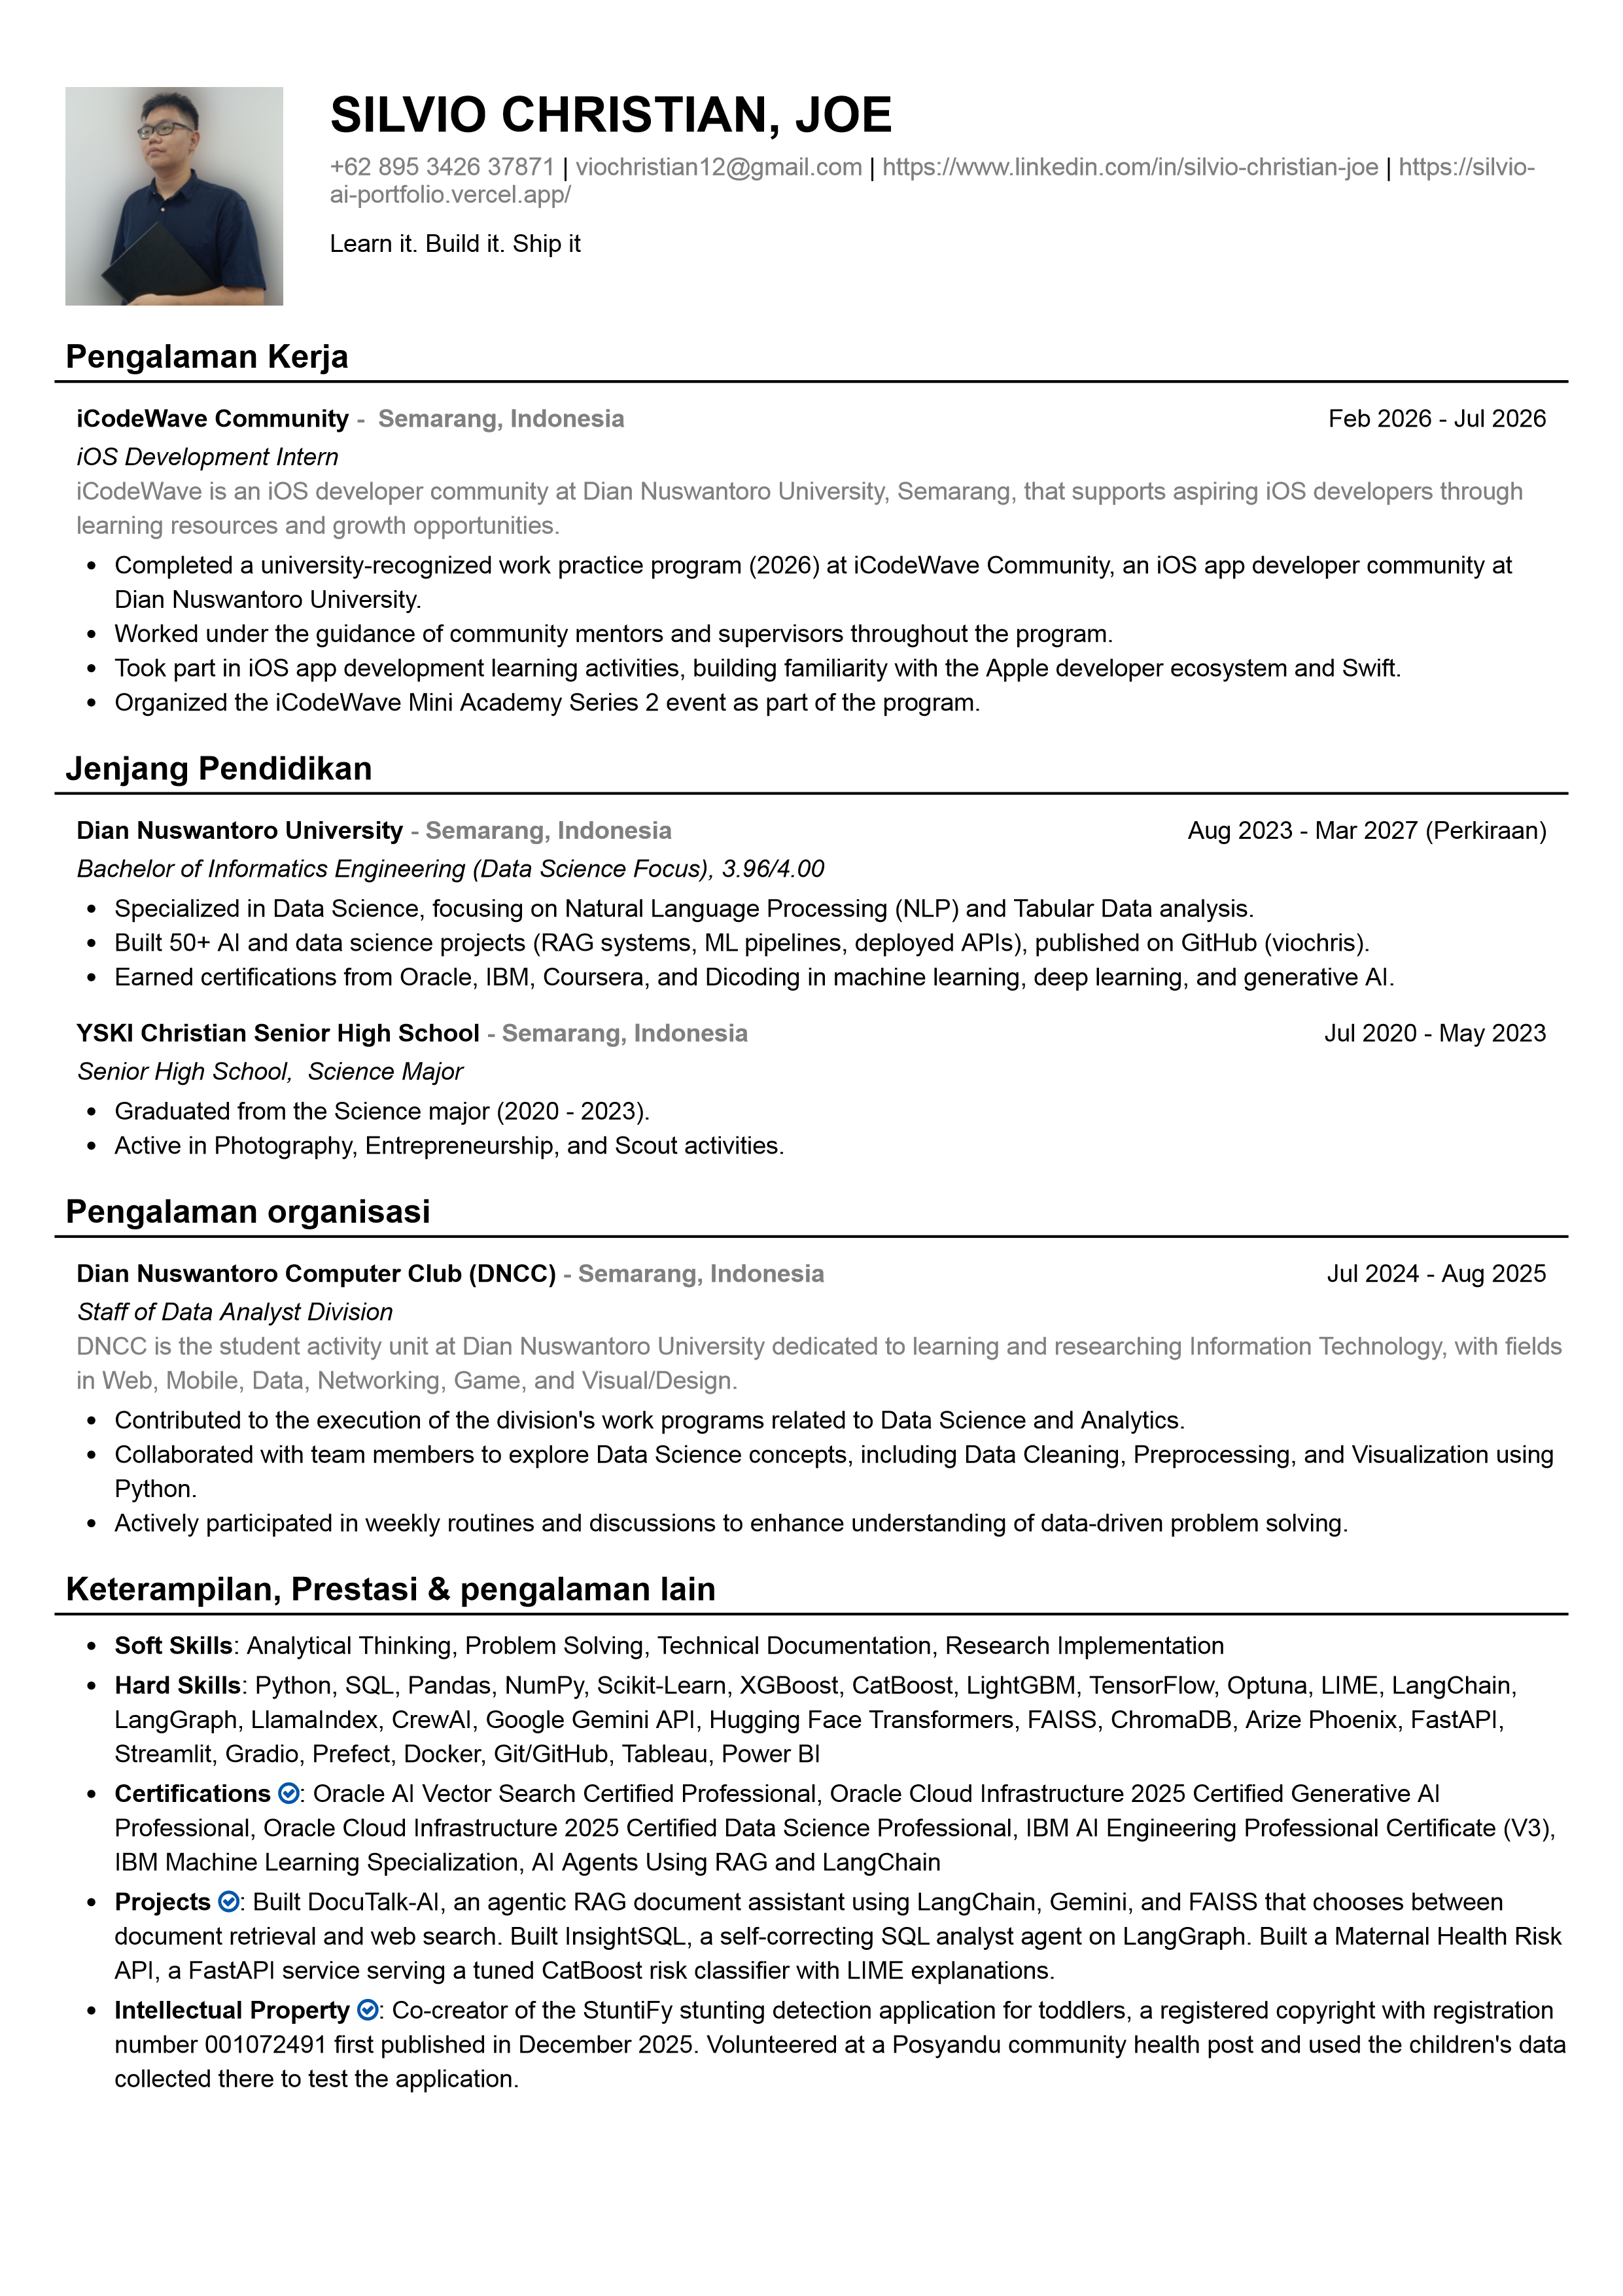 SILVIO CHRISTIAN, JOE
+62 895 3426 37871 | viochristian12@gmail.com | https://www.linkedin.com/in/silvio-christian-joe | https://silvio-
ai-portfolio.vercel.app/
Learn it. Build it. Ship it
Pengalaman Kerja
iCodeWave Community - Semarang, Indonesia Feb 2026 - Jul 2026
iOS Development Intern
iCodeWave is an iOS developer community at Dian Nuswantoro University, Semarang, that supports aspiring iOS developers through
learning resources and growth opportunities.
• Completed a university-recognized work practice program (2026) at iCodeWave Community, an iOS app developer community at
Dian Nuswantoro University.
• Worked under the guidance of community mentors and supervisors throughout the program.
• Took part in iOS app development learning activities, building familiarity with the Apple developer ecosystem and Swift.
• Organized the iCodeWave Mini Academy Series 2 event as part of the program.
Jenjang Pendidikan
Dian Nuswantoro University - Semarang, Indonesia Aug 2023 - Mar 2027 (Perkiraan)
Bachelor of Informatics Engineering (Data Science Focus), 3.96/4.00
• Specialized in Data Science, focusing on Natural Language Processing (NLP) and Tabular Data analysis.
• Built 50+ AI and data science projects (RAG systems, ML pipelines, deployed APIs), published on GitHub (viochris).
• Earned certifications from Oracle, IBM, Coursera, and Dicoding in machine learning, deep learning, and generative AI.
YSKI Christian Senior High School - Semarang, Indonesia Jul 2020 - May 2023
Senior High School, Science Major
• Graduated from the Science major (2020 - 2023).
• Active in Photography, Entrepreneurship, and Scout activities.
Pengalaman organisasi
Dian Nuswantoro Computer Club (DNCC) - Semarang, Indonesia Jul 2024 - Aug 2025
Staff of Data Analyst Division
DNCC is the student activity unit at Dian Nuswantoro University dedicated to learning and researching Information Technology, with fields
in Web, Mobile, Data, Networking, Game, and Visual/Design.
• Contributed to the execution of the division's work programs related to Data Science and Analytics.
• Collaborated with team members to explore Data Science concepts, including Data Cleaning, Preprocessing, and Visualization using
Python.
• Actively participated in weekly routines and discussions to enhance understanding of data-driven problem solving.
Keterampilan, Prestasi & pengalaman lain
• Soft Skills: Analytical Thinking, Problem Solving, Technical Documentation, Research Implementation
• Hard Skills: Python, SQL, Pandas, NumPy, Scikit-Learn, XGBoost, CatBoost, LightGBM, TensorFlow, Optuna, LIME, LangChain,
LangGraph, LlamaIndex, CrewAI, Google Gemini API, Hugging Face Transformers, FAISS, ChromaDB, Arize Phoenix, FastAPI,
Streamlit, Gradio, Prefect, Docker, Git/GitHub, Tableau, Power BI
• Certifications : Oracle AI Vector Search Certified Professional, Oracle Cloud Infrastructure 2025 Certified Generative AI
Professional, Oracle Cloud Infrastructure 2025 Certified Data Science Professional, IBM AI Engineering Professional Certificate (V3),
IBM Machine Learning Specialization, AI Agents Using RAG and LangChain
• Projects : Built DocuTalk-AI, an agentic RAG document assistant using LangChain, Gemini, and FAISS that chooses between
document retrieval and web search. Built InsightSQL, a self-correcting SQL analyst agent on LangGraph. Built a Maternal Health Risk
API, a FastAPI service serving a tuned CatBoost risk classifier with LIME explanations.
• Intellectual Property : Co-creator of the StuntiFy stunting detection application for toddlers, a registered copyright with registration
number 001072491 first published in December 2025. Volunteered at a Posyandu community health post and used the children's data
collected there to test the application.